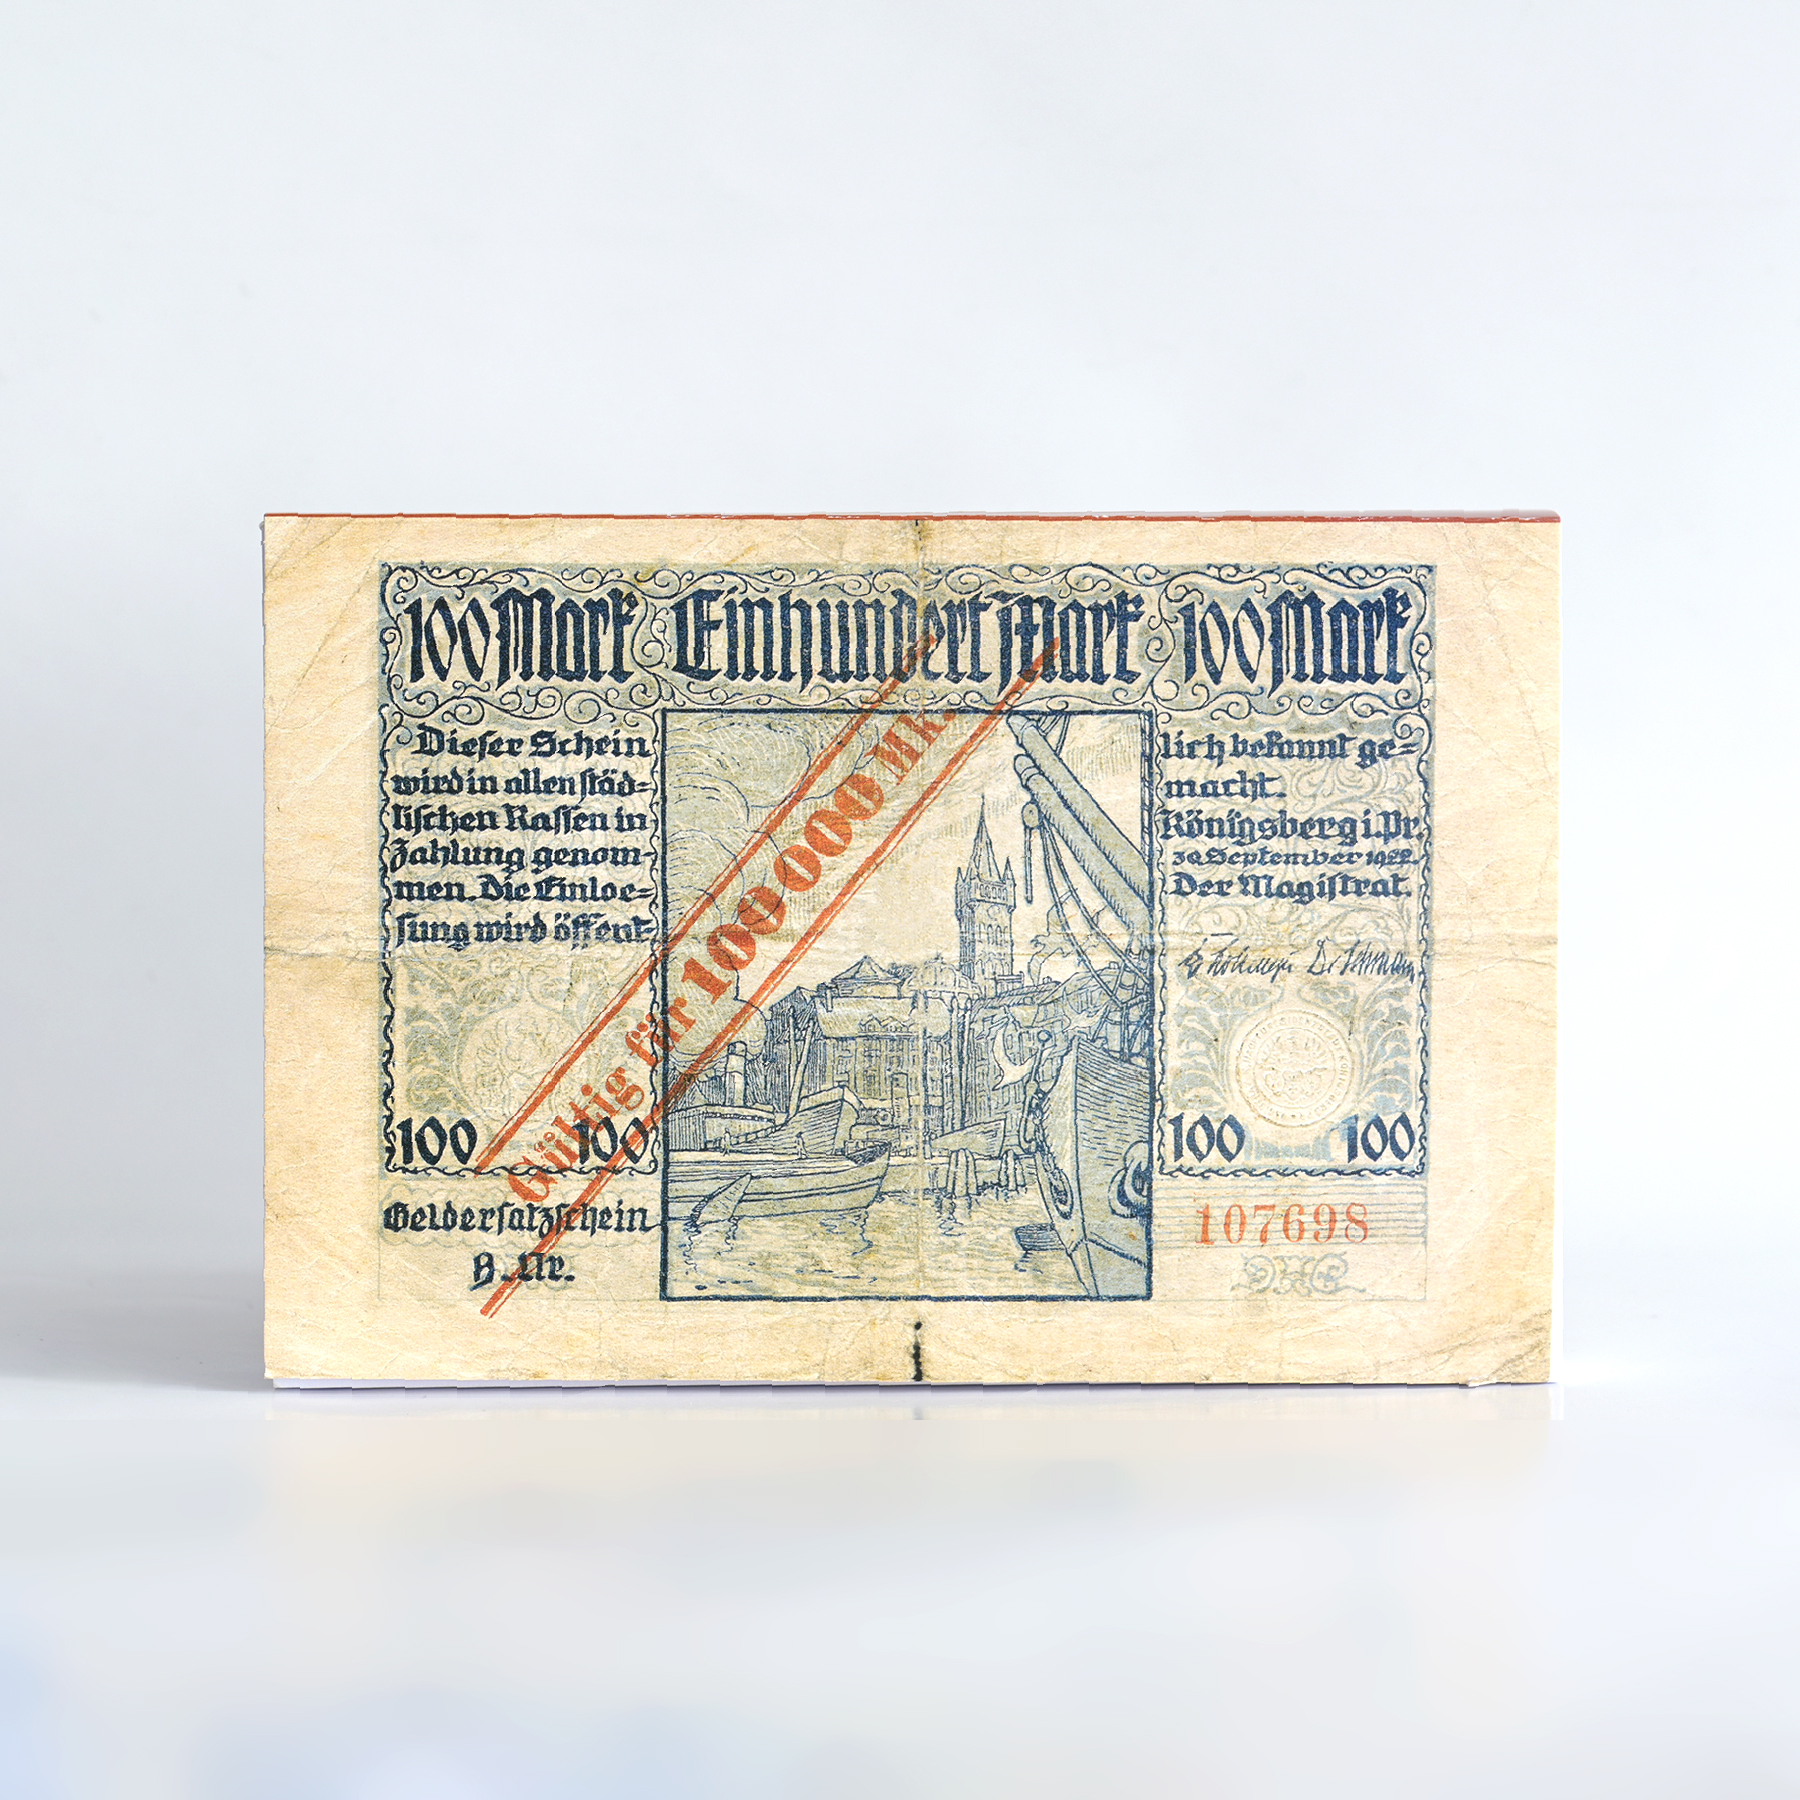 100 Mark Einhundert Mark 100 Mark
Dieser Schein
wird in allen städ=
tischen Kassen in
Zahlung genom=
men. Die Einloe=
sung wird öffent=
lich bekannt ge=
macht.
Königsberg i. Pr.
30. September 1922.
Der Magistrat.
Gültig für 100 000 Mk.
100 100
100 100
Geldersatzschein
A. Nr.
107698